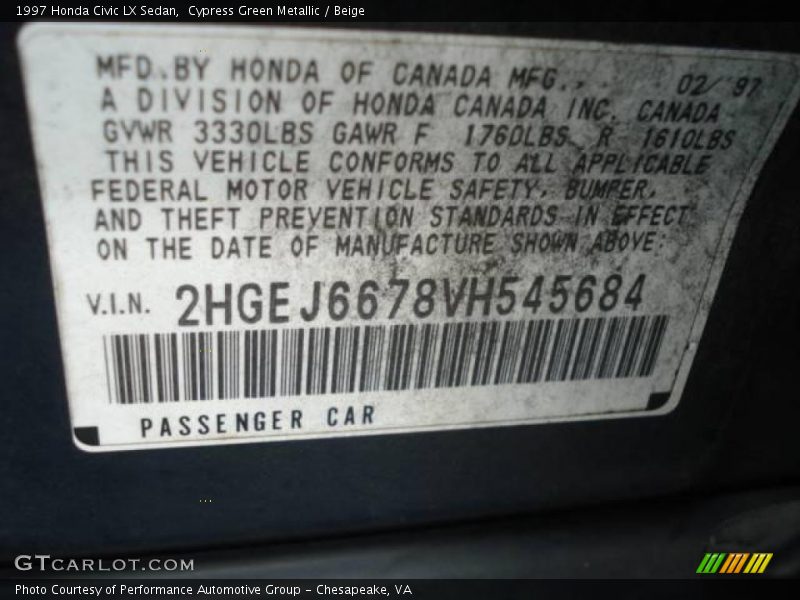 1997 Honda Civic LX Sedan,  Cypress Green Metallic / Beige
MFD. BY HONDA OF CANADA MFG., 02/ 97
A DIVISION OF HONDA CANADA INC. CANADA
GVWR 3330LBS GAWR F 1760LBS R 1610LBS
THIS VEHICLE CONFORMS TO ALL APPLICABLE
FEDERAL MOTOR VEHICLE SAFETY, BUMPER,
AND THEFT PREVENTION STANDARDS IN EFFECT
ON THE DATE OF MANUFACTURE SHOWN ABOVE:
V.I.N. 2HGEJ6678VH545684
PASSENGER CAR
GTCARLOT.COM
Photo Courtesy of Performance Automotive Group - Chesapeake, VA